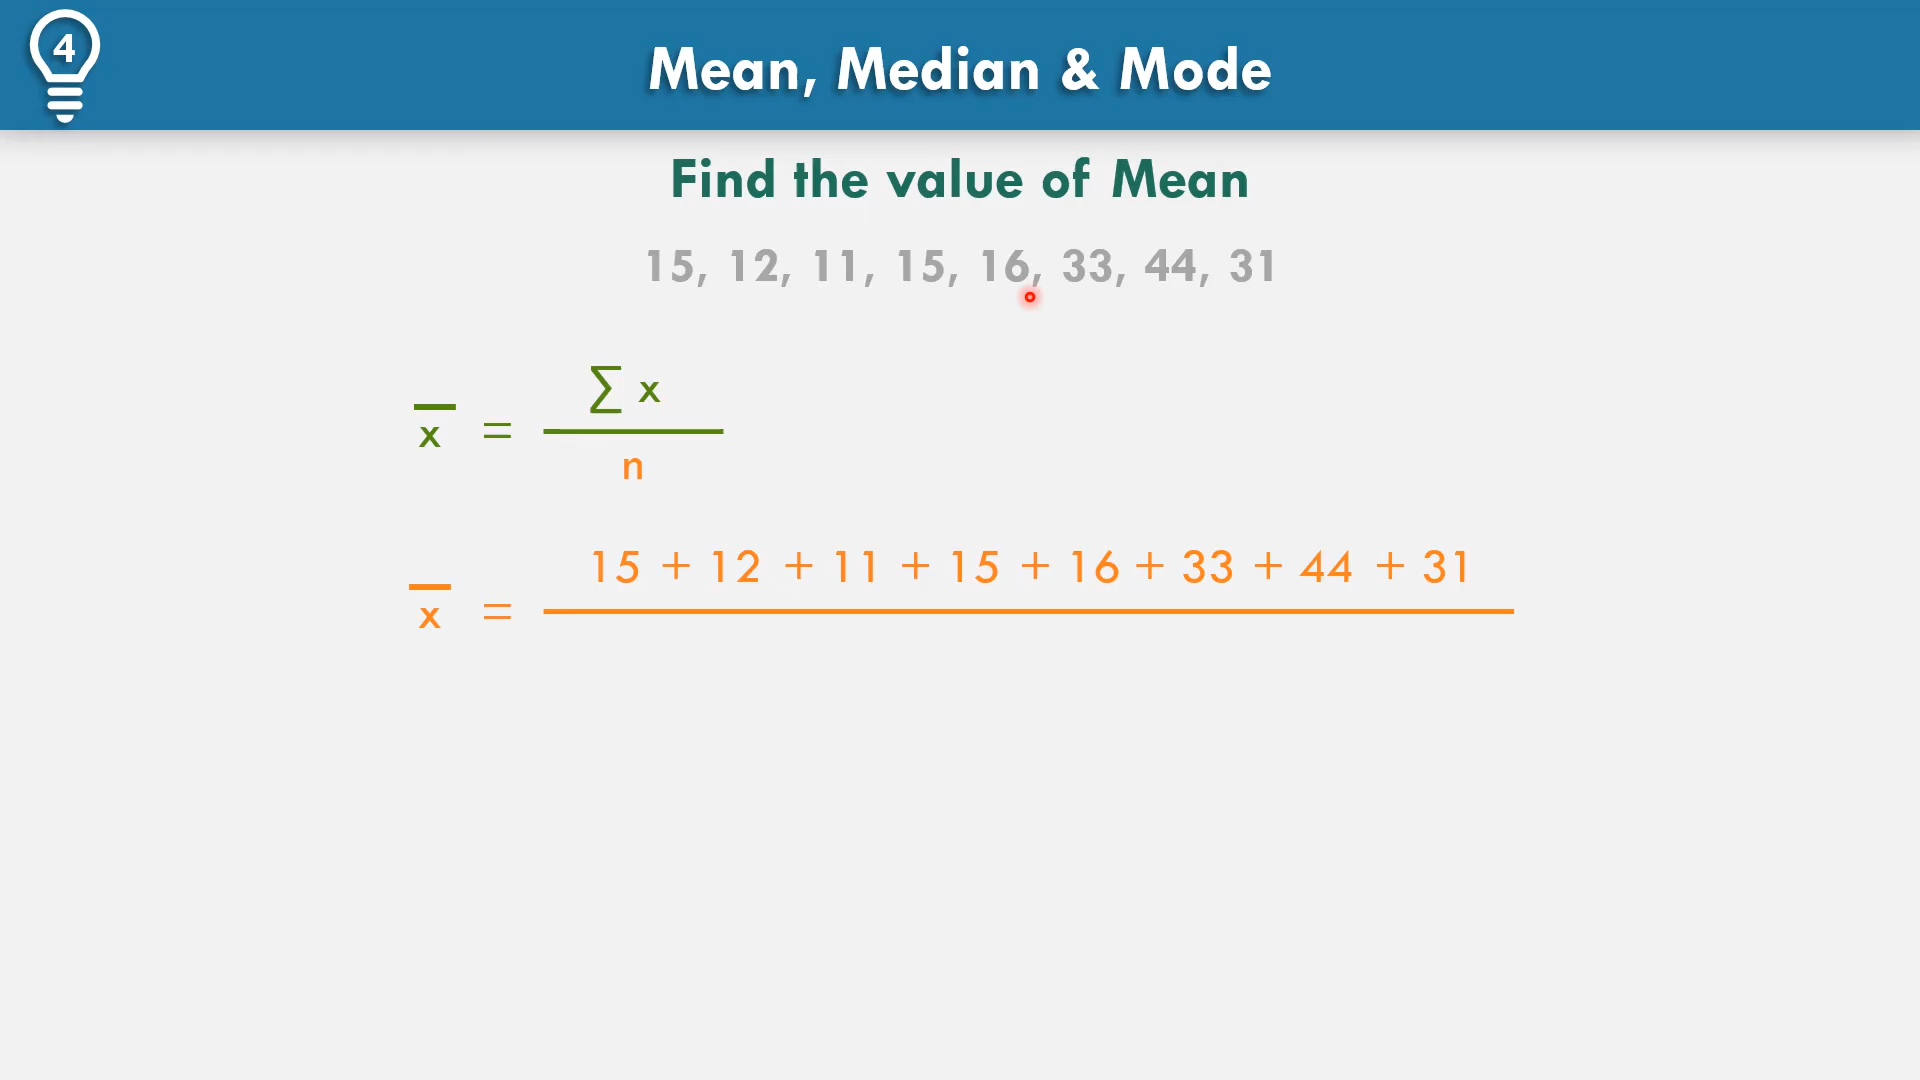 4
Mean, Median & Mode
Find the value of Mean
15, 12, 11, 15, 16, 33, 44, 31
∑ x
x̅ =
n
15 + 12 + 11 + 15 + 16 + 33 + 44 + 31
x̅ =